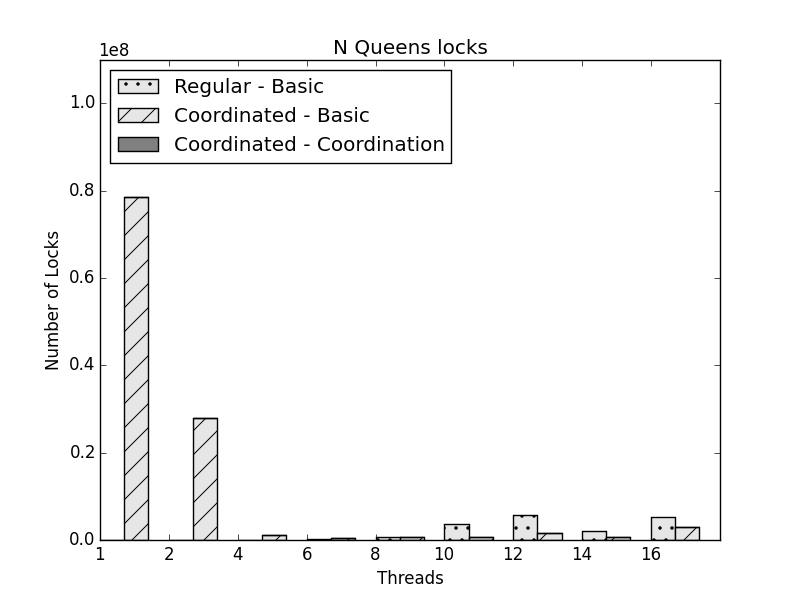 N Queens locks
1e8
Regular - Basic
Coordinated - Basic
Coordinated - Coordination
Number of Locks
1.0
0.8
0.6
0.4
0.2
0.0
1 2 4 6 8 10 12 14 16
Threads